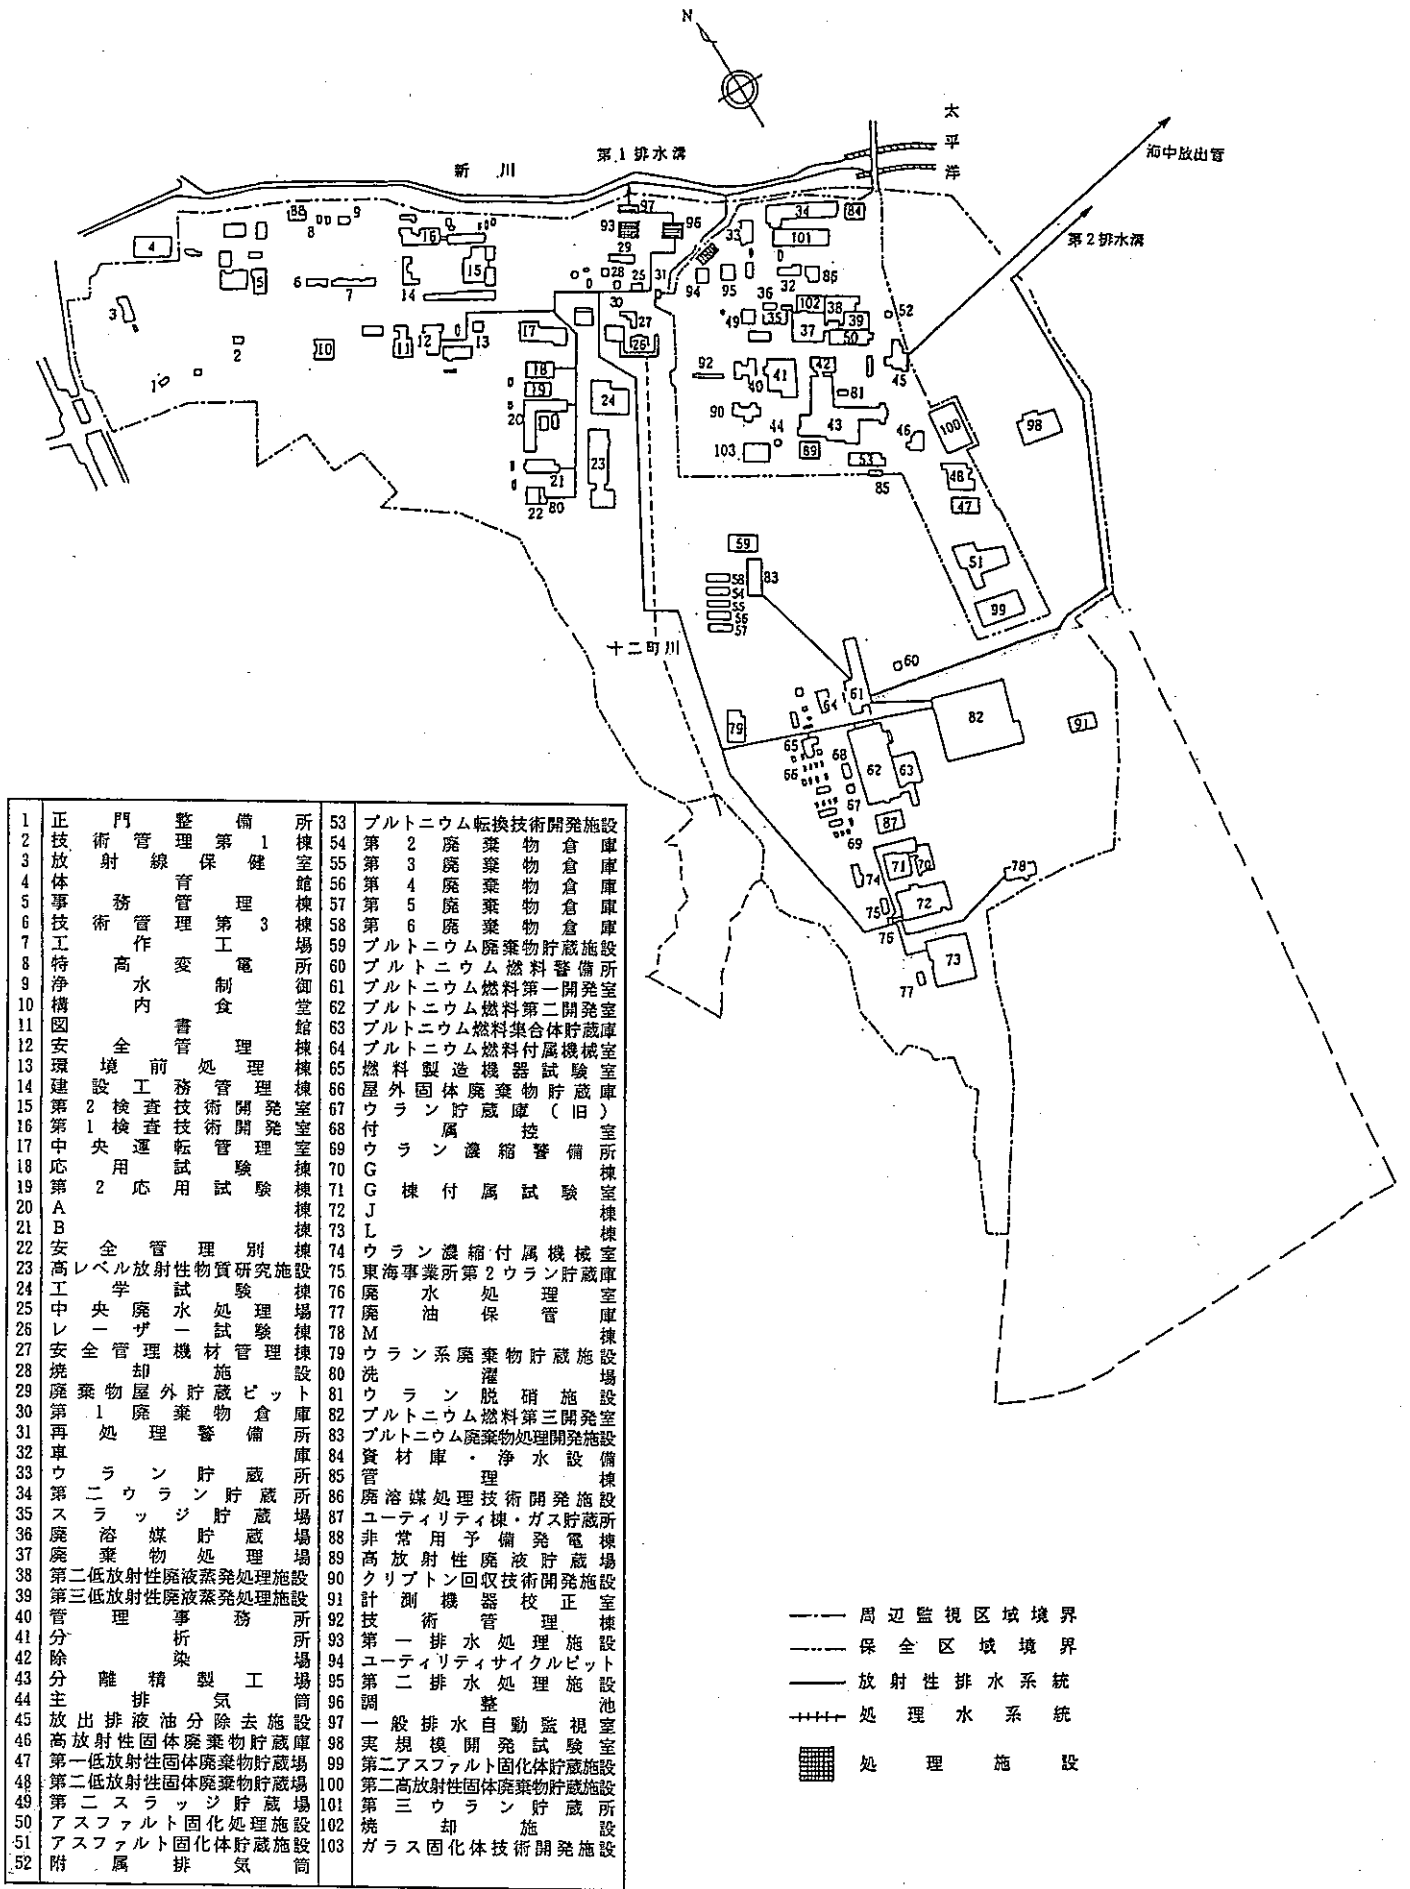 N
太平洋
海中放出管
第1排水溝
新川
第2排水溝
十二町川
1 正門警備所
2 技術管理第1棟
3 放射線保健室
4 体育館
5 事務管理棟
6 技術管理第3棟
7 工作工場
8 特高変電所
9 浄水制御
10 構内食堂
11 図書館
12 安全管理棟
13 環境前処理棟
14 建設工務管理棟
15 第2検査技術開発室
16 第1検査技術開発室
17 中央運転管理室
18 応用試験棟
19 第2応用試験棟
20 A棟
21 B棟
22 安全管理別棟
23 高レベル放射性物質研究施設
24 工学試験棟
25 中央廃水処理場
26 レーザー試験棟
27 安全管理機材管理棟
28 焼却施設
29 廃棄物屋外貯蔵ピット
30 第1廃棄物倉庫
31 再処理警備所
32 車庫
33 ウラン貯蔵所
34 第二ウラン貯蔵所
35 スラッジ貯蔵場
36 廃溶媒貯蔵場
37 廃棄物処理場
38 第二低放射性廃液蒸発処理施設
39 第三低放射性廃液蒸発処理施設
40 管理事務所
41 分析所
42 除染場
43 分離精製工場
44 主排気筒
45 放出排液油分除去施設
46 高放射性固体廃棄物貯蔵庫
47 第一低放射性固体廃棄物貯蔵場
48 第二低放射性固体廃棄物貯蔵場
49 第二スラッジ貯蔵場
50 アスファルト固化処理施設
51 アスファルト固化体貯蔵施設
52 附属排気筒
53 プルトニウム転換技術開発施設
54 第2廃棄物倉庫
55 第3廃棄物倉庫
56 第4廃棄物倉庫
57 第5廃棄物倉庫
58 第6廃棄物倉庫
59 プルトニウム廃棄物貯蔵施設
60 プルトニウム燃料警備所
61 プルトニウム燃料第一開発室
62 プルトニウム燃料第二開発室
63 プルトニウム燃料集合体貯蔵庫
64 プルトニウム燃料付属機械室
65 燃料製造機器試験室
66 屋外固体廃棄物貯蔵庫
67 ウラン貯蔵庫(旧)
68 付属控室
69 ウラン濃縮警備所
70 G棟
71 G棟付属試験室
72 J棟
73 L棟
74 ウラン濃縮付属機械室
75 東海事業所第2ウラン貯蔵庫
76 廃水処理室
77 廃油保管庫
78 M棟
79 ウラン系廃棄物貯蔵施設
80 洗濯場
81 ウラン脱硝施設
82 プルトニウム燃料第三開発室
83 プルトニウム廃棄物処理開発施設
84 資材庫・浄水設備
85 管理棟
86 廃溶媒処理技術開発施設
87 ユーティリティ棟・ガス貯蔵所
88 非常用予備発電棟
89 高放射性廃液貯蔵場
90 クリプトン回収技術開発施設
91 計測機器校正室
92 技術管理棟
93 第一排水処理施設
94 ユーティリティサイクルピット
95 第二排水処理施設
96 調整池
97 一般排水自動監視室
98 実規模開発試験室
99 第二アスファルト固化体貯蔵施設
100 第二高放射性固体廃棄物貯蔵施設
101 第三ウラン貯蔵所
102 焼却施設
103 ガラス固化体技術開発施設
周辺監視区域境界
保全区域境界
放射性排水系統
処理水系統
処理施設